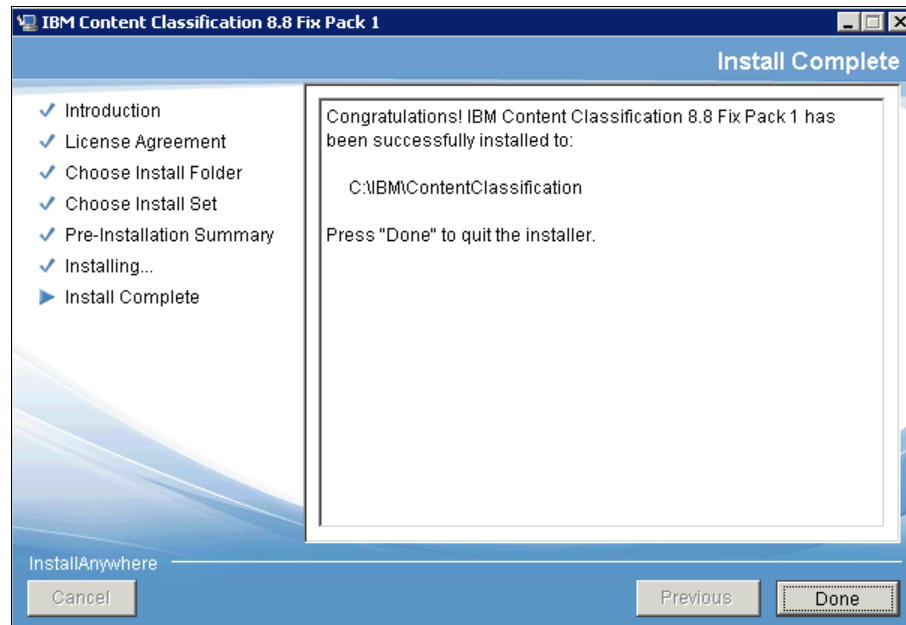 IBM Content Classification 8.8 Fix Pack 1
Install Complete
Introduction
License Agreement
Choose Install Folder
Choose Install Set
Pre-Installation Summary
Installing...
Install Complete
Congratulations! IBM Content Classification 8.8 Fix Pack 1 has
been successfully installed to:
C:\IBM\ContentClassification
Press "Done" to quit the installer.
InstallAnywhere
Cancel
Previous
Done